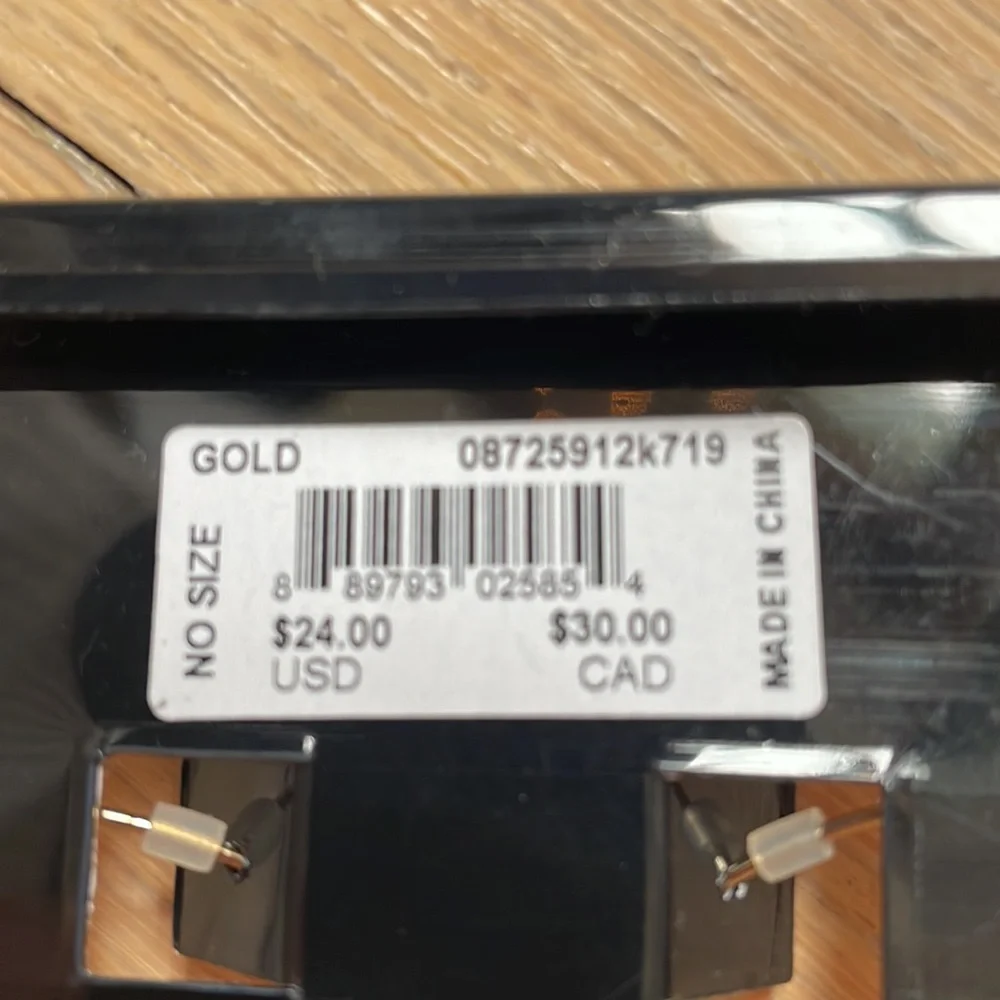 GOLD 08725912k719
NO SIZE
8 89793 02585 4
$24.00 $30.00
USD CAD
MADE IN CHINA